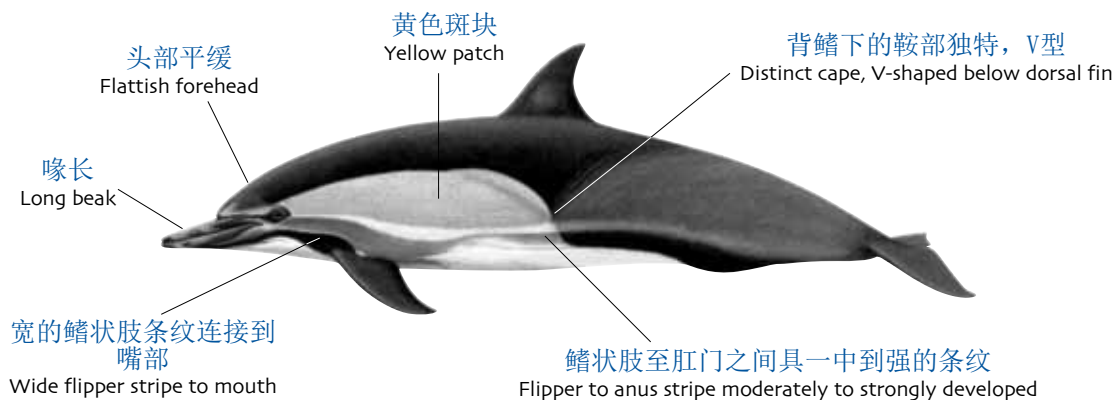 黄色斑块
Yellow patch
背鳍下的鞍部独特，V型
Distinct cape, V-shaped below dorsal fin
头部平缓
Flattish forehead
喙长
Long beak
宽的鳍状肢条纹连接到
嘴部
Wide flipper stripe to mouth
鳍状肢至肛门之间具一中到强的条纹
Flipper to anus stripe moderately to strongly developed